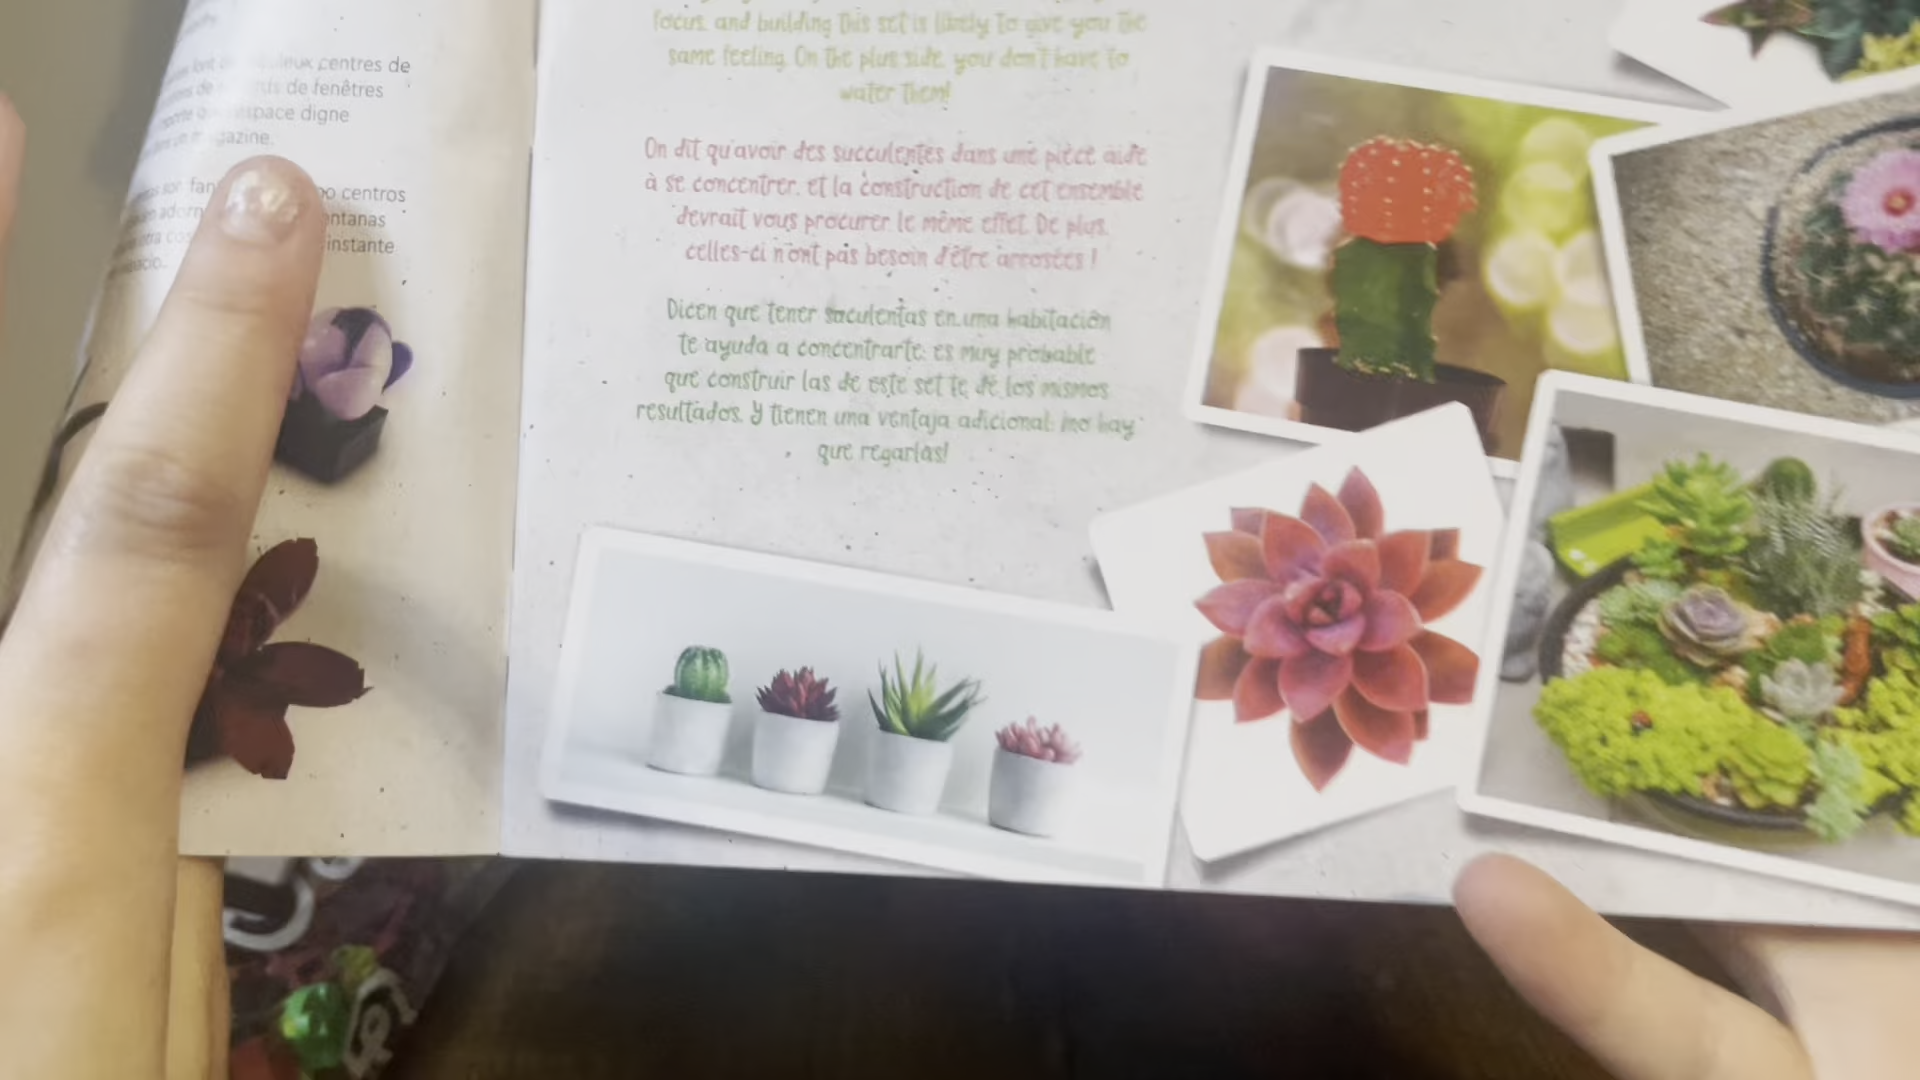 centres de
de fenêtres
espace digne
gazine.
centros
ventanas
instante
focus, and building this set is likely to give you the
same feeling. On the plus side, you don't have to
water them!
On dit qu'avoir des succulentes dans une pièce aide
à se concentrer, et la construction de cet ensemble
devrait vous procurer le même effet. De plus,
celles-ci n'ont pas besoin d'être arrosées !
Dicen que tener suculentas en una habitación
te ayuda a concentrarte; es muy probable
que construir las de este set te dé los mismos
resultados. Y tienen una ventaja adicional: ¡no hay
que regarlas!